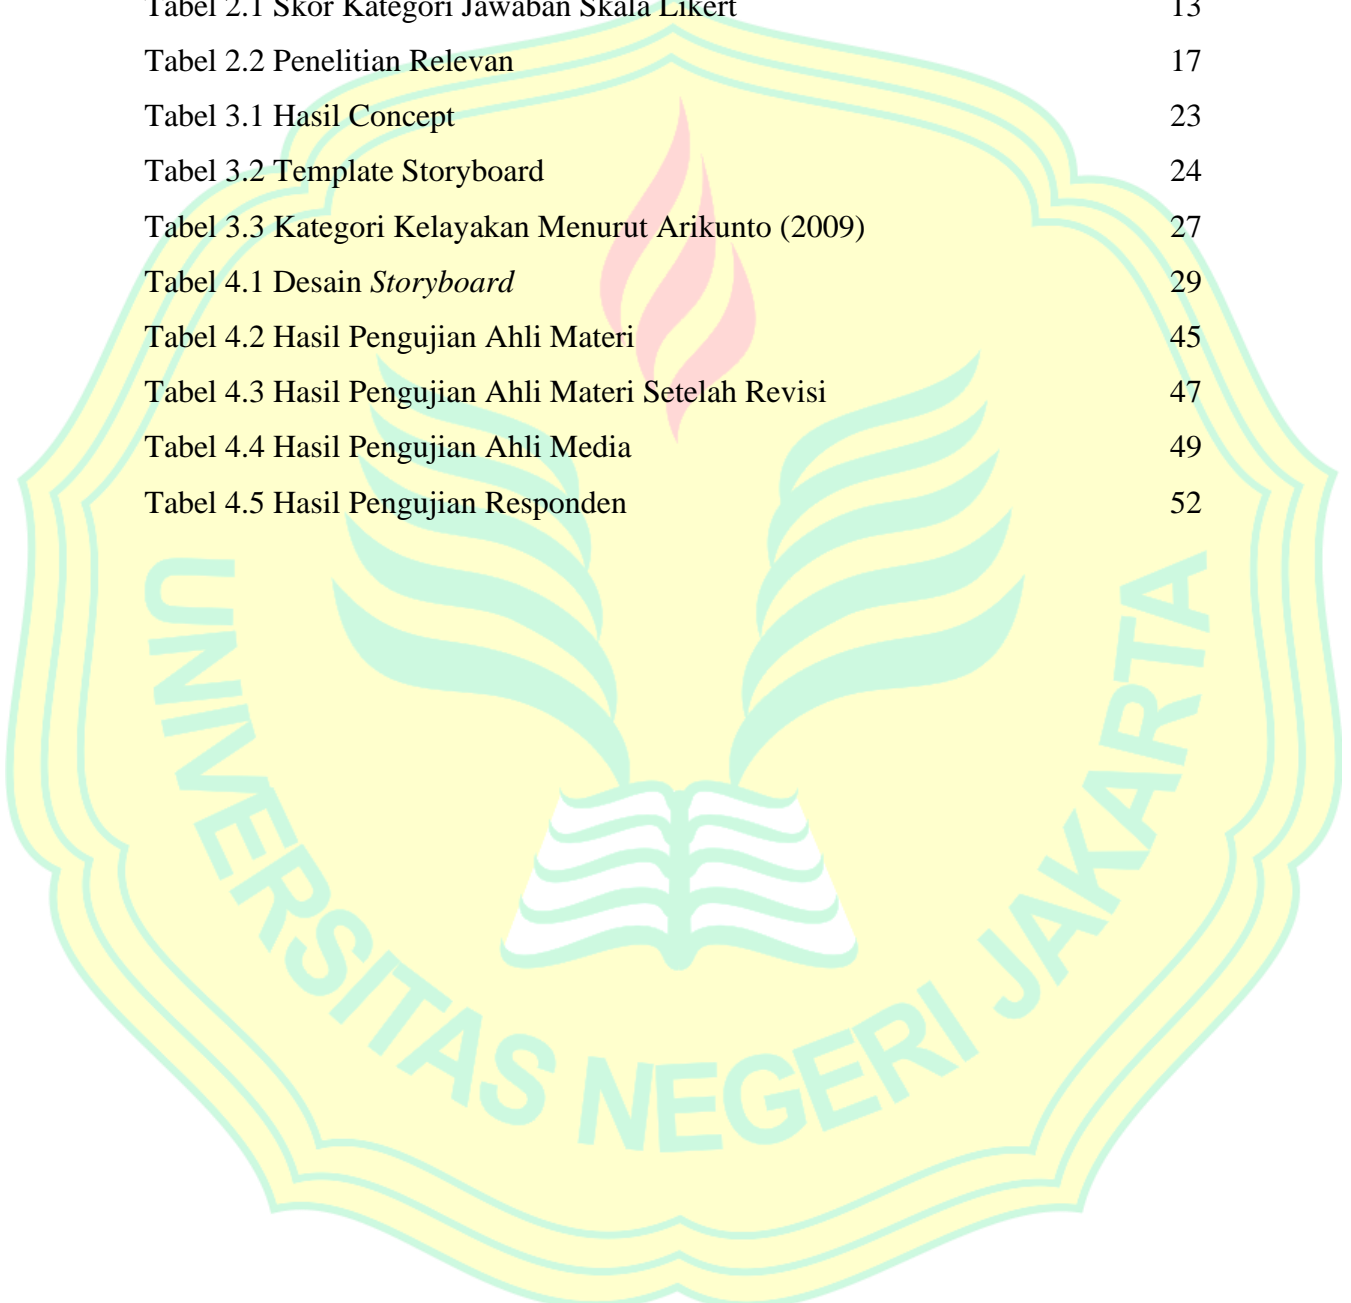 Tabel 2.1 Skor Kategori Jawaban Skala Likert 13
Tabel 2.2 Penelitian Relevan 17
Tabel 3.1 Hasil Concept 23
Tabel 3.2 Template Storyboard 24
Tabel 3.3 Kategori Kelayakan Menurut Arikunto (2009) 27
Tabel 4.1 Desain Storyboard 29
Tabel 4.2 Hasil Pengujian Ahli Materi 45
Tabel 4.3 Hasil Pengujian Ahli Materi Setelah Revisi 47
Tabel 4.4 Hasil Pengujian Ahli Media 49
Tabel 4.5 Hasil Pengujian Responden 52
UNIVERSITAS NEGERI JAKARTA